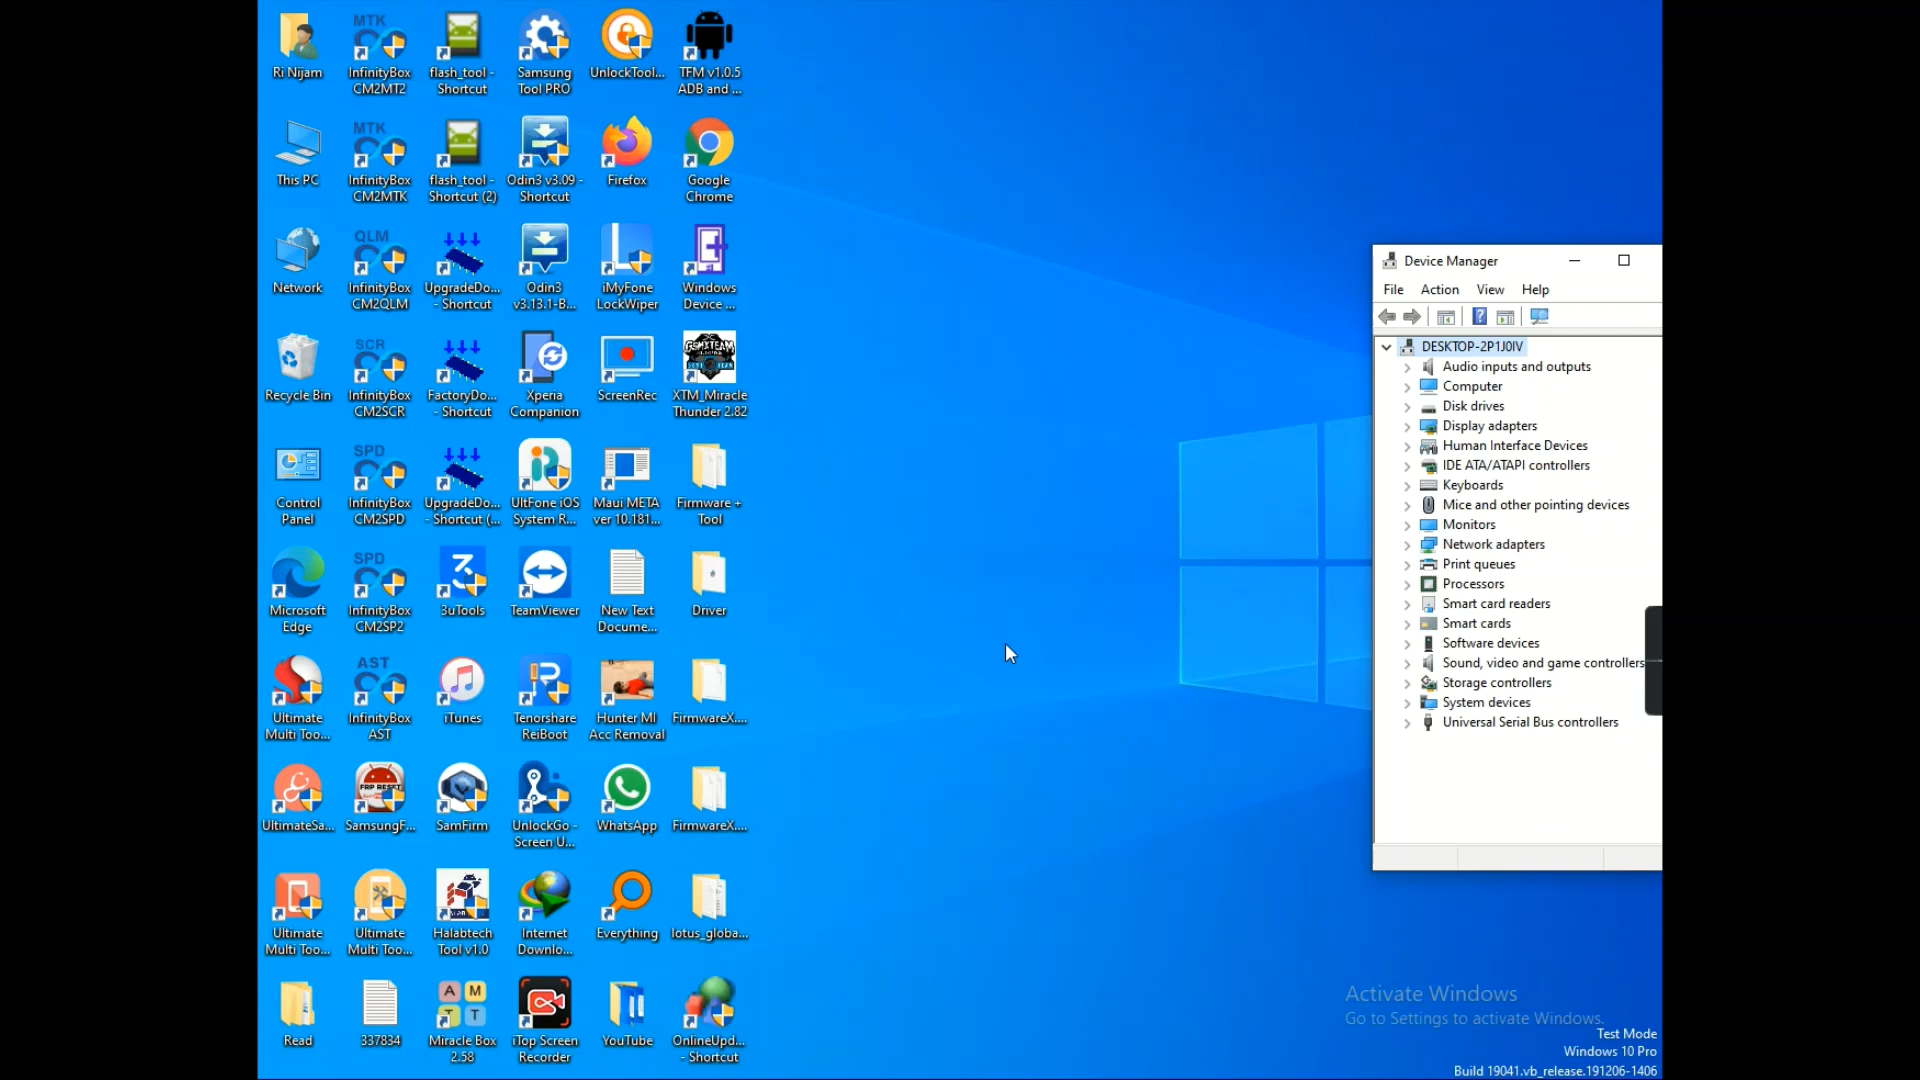 MTK
Ri Nijam
InfinityBox
CM2MT2
flash_tool -
Shortcut
Samsung
Tool PRO
UnlockTool...
TFM v1.0.5
ADB and ...
MTK
This PC
InfinityBox
CM2MTK
flash_tool -
Shortcut (2)
Odin3 v3.09 -
Shortcut
Firefox
Google
Chrome
QLM
Network
InfinityBox
CM2QLM
UpgradeDo...
- Shortcut
Odin3
v3.13.1-B...
iMyFone
LockWiper
Windows
Device ...
SCR
GSMXTEAM
Recycle Bin
InfinityBox
CM2SCR
FactoryDo...
- Shortcut
Xperia
Companion
ScreenRec
XTM_Miracle
Thunder 2.82
SPD
Control
Panel
InfinityBox
CM2SPD
UpgradeDo...
- Shortcut (...
UltFone iOS
System R...
Maui META
ver 10.181...
Firmware +
Tool
SPD
Microsoft
Edge
InfinityBox
CM2SP2
3uTools
TeamViewer
New Text
Docume...
Driver
AST
Ultimate
Multi Too...
InfinityBox
AST
iTunes
Tenorshare
ReiBoot
Hunter MI
Acc Removal
FirmwareX....
FRP RESET
UltimateSa...
SamsungF...
SamFirm
UnlockGo -
Screen U...
WhatsApp
FirmwareX....
Ultimate
Multi Too...
Ultimate
Multi Too...
Halabtech
Tool v1.0
Internet
Downlo...
Everything
lotus_globa...
A M
T T
Read
337834
Miracle Box
2.58
iTop Screen
Recorder
YouTube
OnlineUpd...
- Shortcut
Device Manager
File Action View Help
DESKTOP-2P1J0IV
Audio inputs and outputs
Computer
Disk drives
Display adapters
Human Interface Devices
IDE ATA/ATAPI controllers
Keyboards
Mice and other pointing devices
Monitors
Network adapters
Print queues
Processors
Smart card readers
Smart cards
Software devices
Sound, video and game controllers
Storage controllers
System devices
Universal Serial Bus controllers
Activate Windows
Go to Settings to activate Windows.
Test Mode
Windows 10 Pro
Build 19041.vb_release.191206-1406